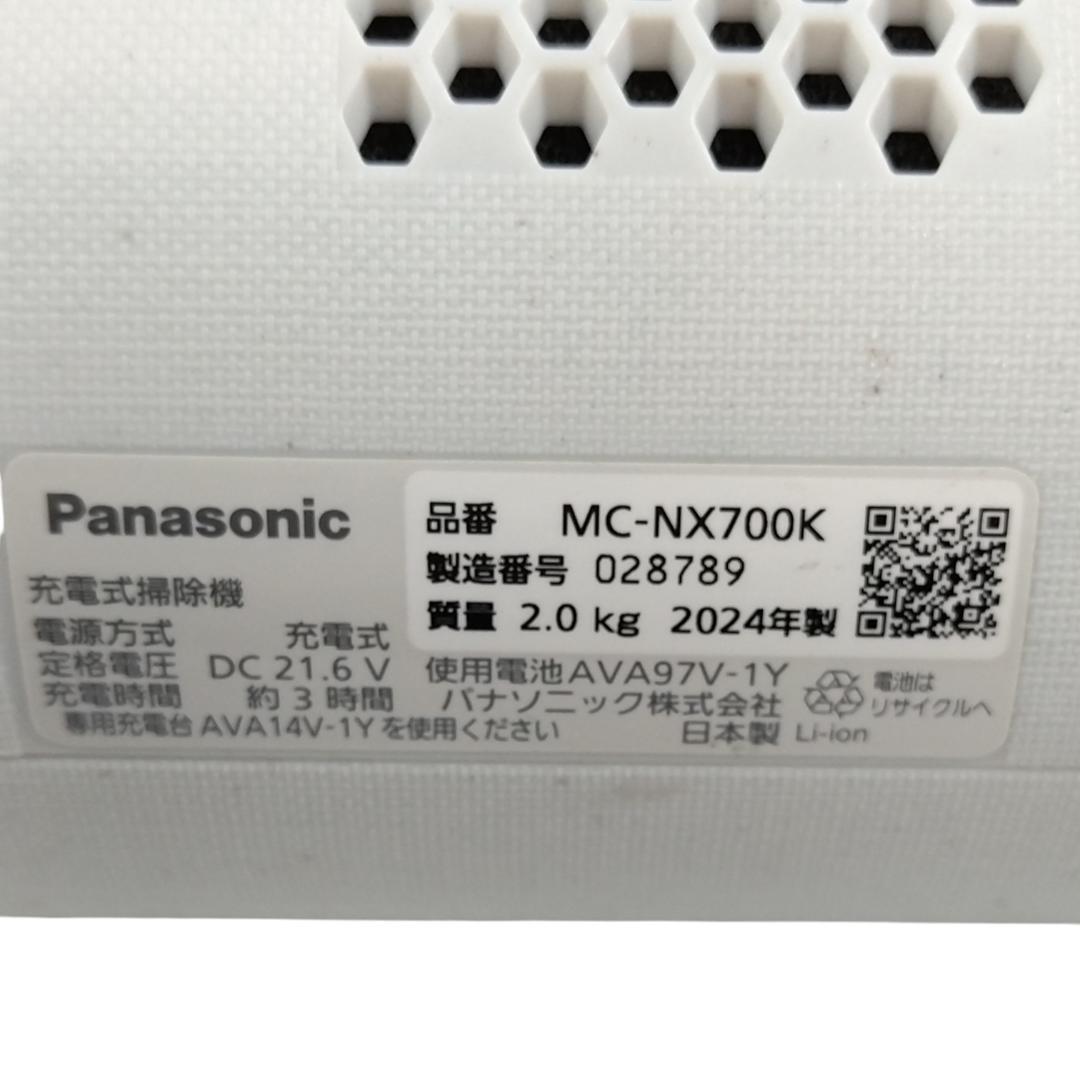 Panasonic
品番 MC-NX700K
製造番号 028789
質量 2.0 kg 2024年製
充電式掃除機
電源方式 充電式
定格電圧 DC 21.6 V
充電時間 約 3 時間
専用充電台 AVA14V-1Yを使用ください
使用電池AVA97V-1Y
パナソニック株式会社
日本製 Li-ion
電池は
リサイクルへ